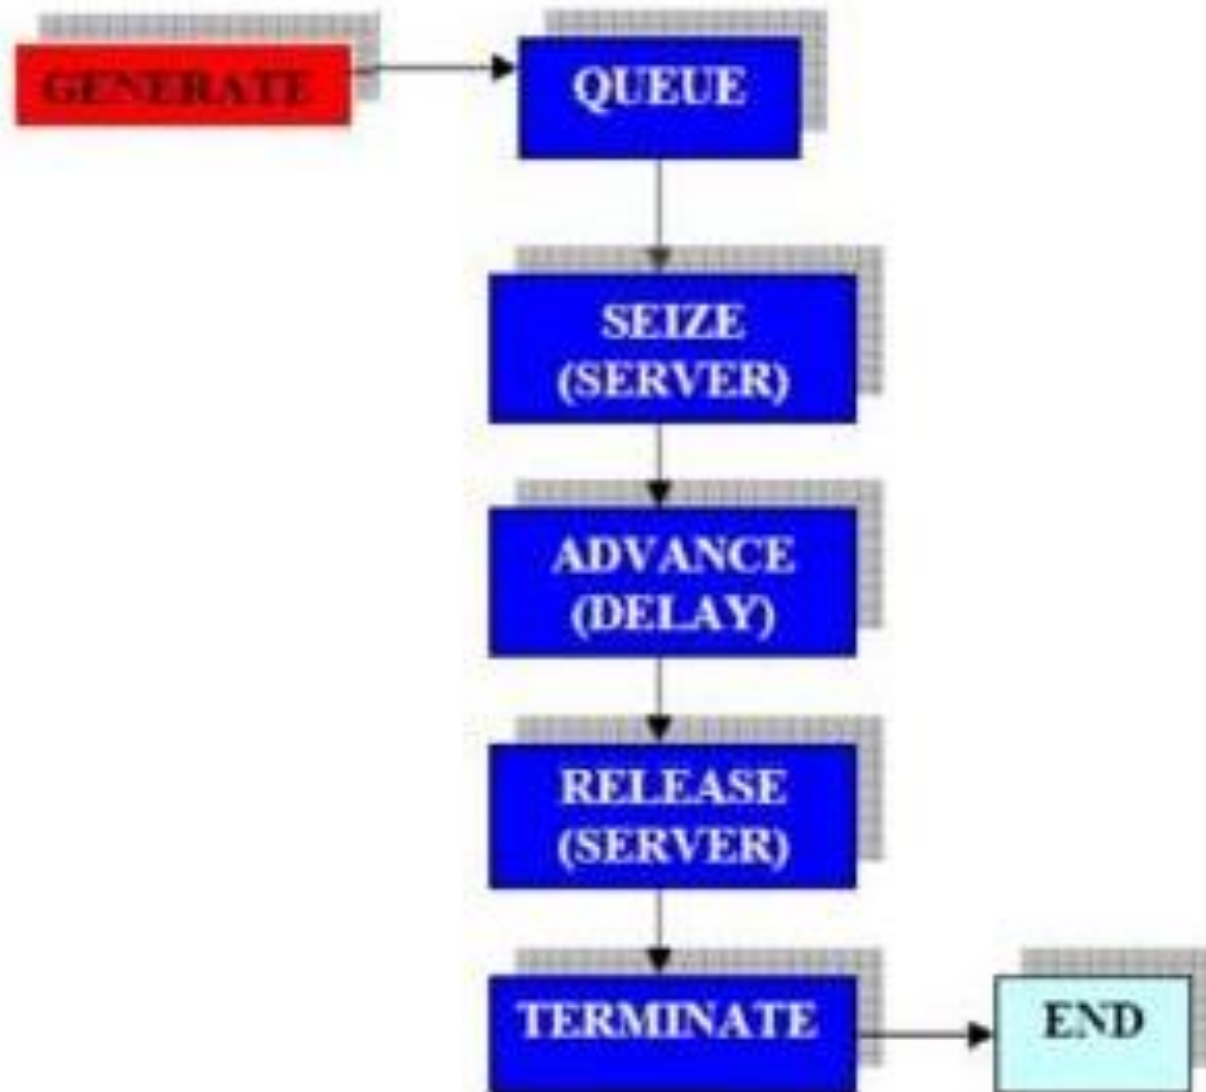 GENERATE
QUEUE
SEIZE
(SERVER)
ADVANCE
(DELAY)
RELEASE
(SERVER)
TERMINATE
END